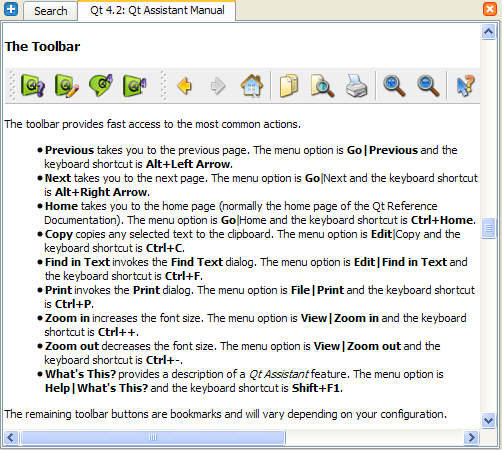 Search
Qt 4.2: Qt Assistant Manual
The Toolbar
The toolbar provides fast access to the most common actions.
● Previous takes you to the previous page. The menu option is Go|Previous and the
keyboard shortcut is Alt+Left Arrow.
● Next takes you to the next page. The menu option is Go|Next and the keyboard shortcut
is Alt+Right Arrow.
● Home takes you to the home page (normally the home page of the Qt Reference
Documentation). The menu option is Go|Home and the keyboard shortcut is Ctrl+Home.
● Copy copies any selected text to the clipboard. The menu option is Edit|Copy and the
keyboard shortcut is Ctrl+C.
● Find in Text invokes the Find Text dialog. The menu option is Edit|Find in Text and
the keyboard shortcut is Ctrl+F.
● Print invokes the Print dialog. The menu option is File|Print and the keyboard shortcut
is Ctrl+P.
● Zoom in increases the font size. The menu option is View|Zoom in and the keyboard
shortcut is Ctrl++.
● Zoom out decreases the font size. The menu option is View|Zoom out and the
keyboard shortcut is Ctrl+-.
● What's This? provides a description of a Qt Assistant feature. The menu option is
Help|What's This? and the keyboard shortcut is Shift+F1.
The remaining toolbar buttons are bookmarks and will vary depending on your configuration.